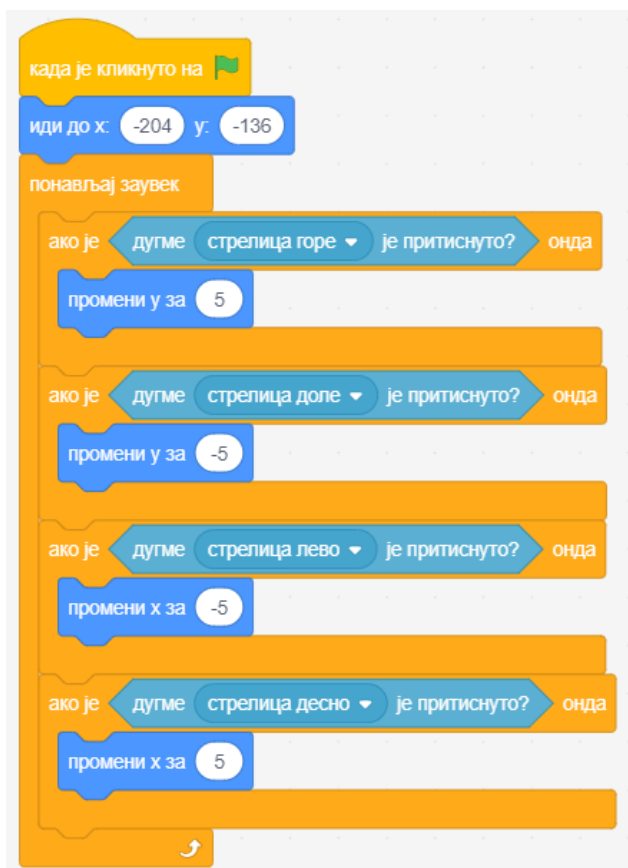 када је кликнуто на
иди до x: -204 y: -136
понављај заувек
ако је дугме стрелица горе је притиснуто? онда
промени y за 5
ако је дугме стрелица доле је притиснуто? онда
промени y за -5
ако је дугме стрелица лево је притиснуто? онда
промени x за -5
ако је дугме стрелица десно је притиснуто? онда
промени x за 5